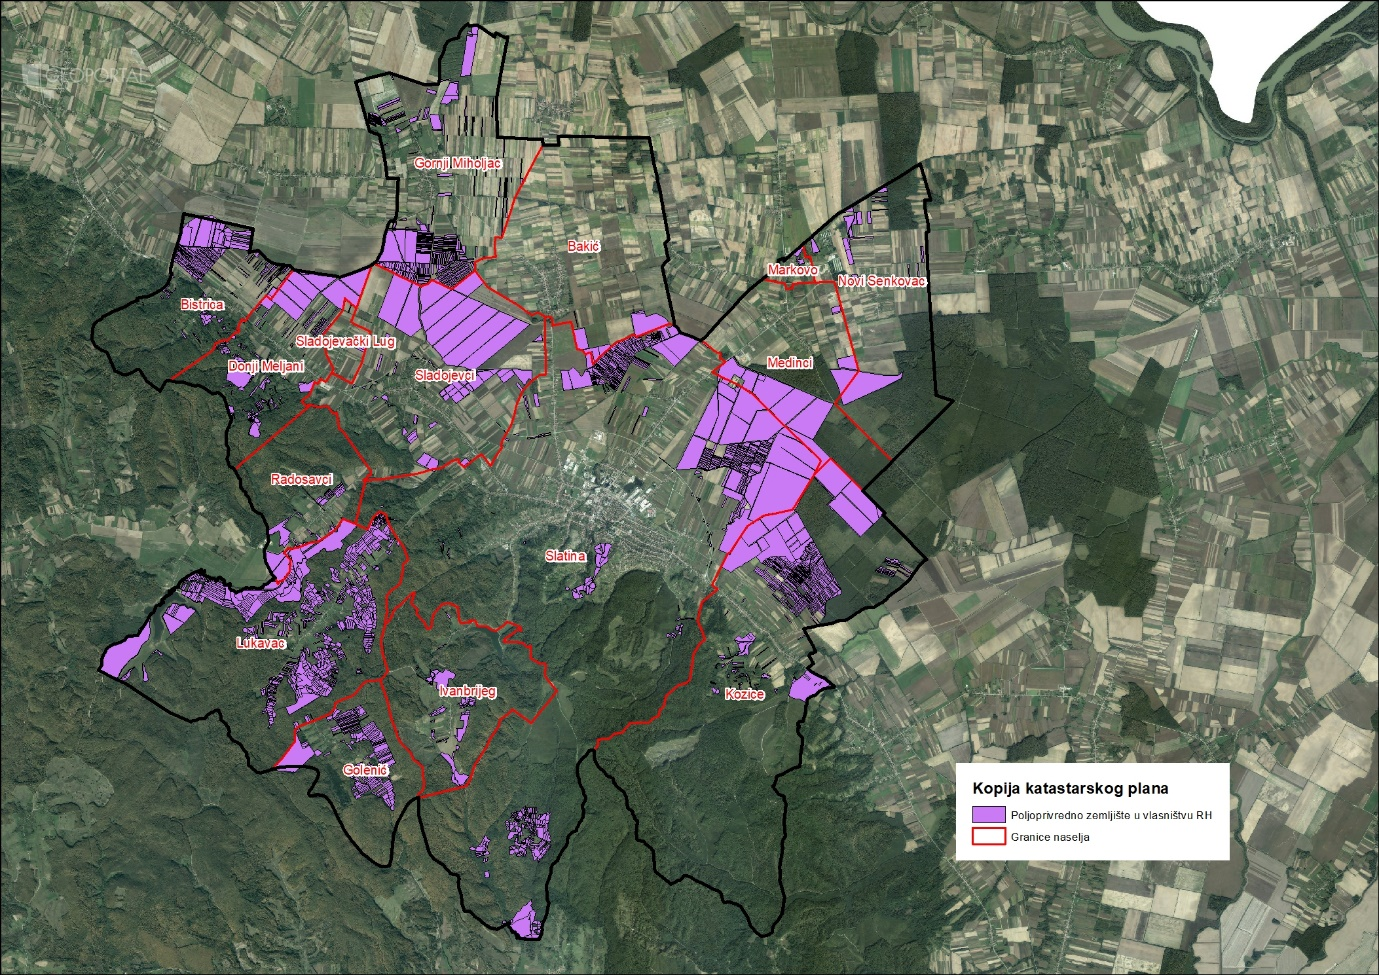 GEOPORTAL
Gornji Miholjac
Bakić
Markovo
Novi Senkovac
Bistrica
Sladojevački Lug
Donji Meljani
Sladojevci
Medinci
Radosavci
Slatina
Lukavac
Ivanbrijeg
Kozice
Golenić
Kopija katastarskog plana
Poljoprivredno zemljište u vlasništvu RH
Granice naselja